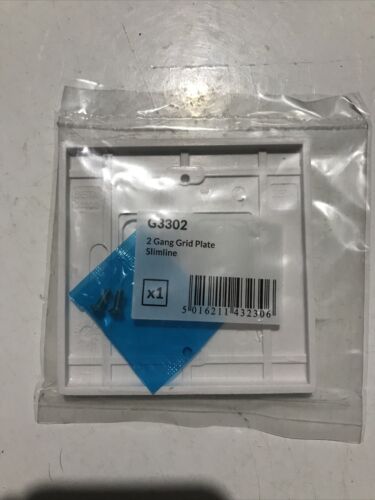 G3302
2 Gang Grid Plate
Slimline
x1
5 016211 432306